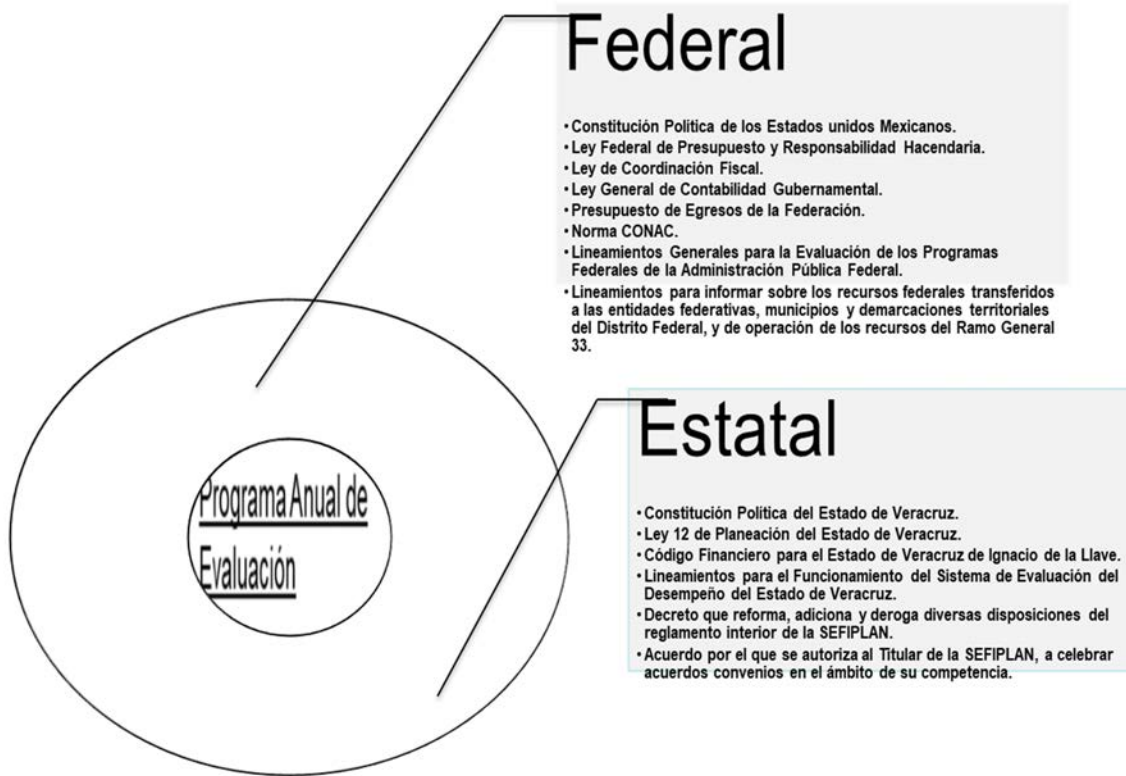 Federal
• Constitución Política de los Estados unidos Mexicanos.
• Ley Federal de Presupuesto y Responsabilidad Hacendaria.
• Ley de Coordinación Fiscal.
• Ley General de Contabilidad Gubernamental.
• Presupuesto de Egresos de la Federación.
• Norma CONAC.
• Lineamientos Generales para la Evaluación de los Programas
Federales de la Administración Pública Federal.
• Lineamientos para informar sobre los recursos federales transferidos
a las entidades federativas, municipios y demarcaciones territoriales
del Distrito Federal, y de operación de los recursos del Ramo General
33.
Programa Anual de
Evaluación
Estatal
• Constitución Política del Estado de Veracruz.
• Ley 12 de Planeación del Estado de Veracruz.
• Código Financiero para el Estado de Veracruz de Ignacio de la Llave.
• Lineamientos para el Funcionamiento del Sistema de Evaluación del
Desempeño del Estado de Veracruz.
• Decreto que reforma, adiciona y deroga diversas disposiciones del
reglamento interior de la SEFIPLAN.
• Acuerdo por el que se autoriza al Titular de la SEFIPLAN, a celebrar
acuerdos convenios en el ámbito de su competencia.